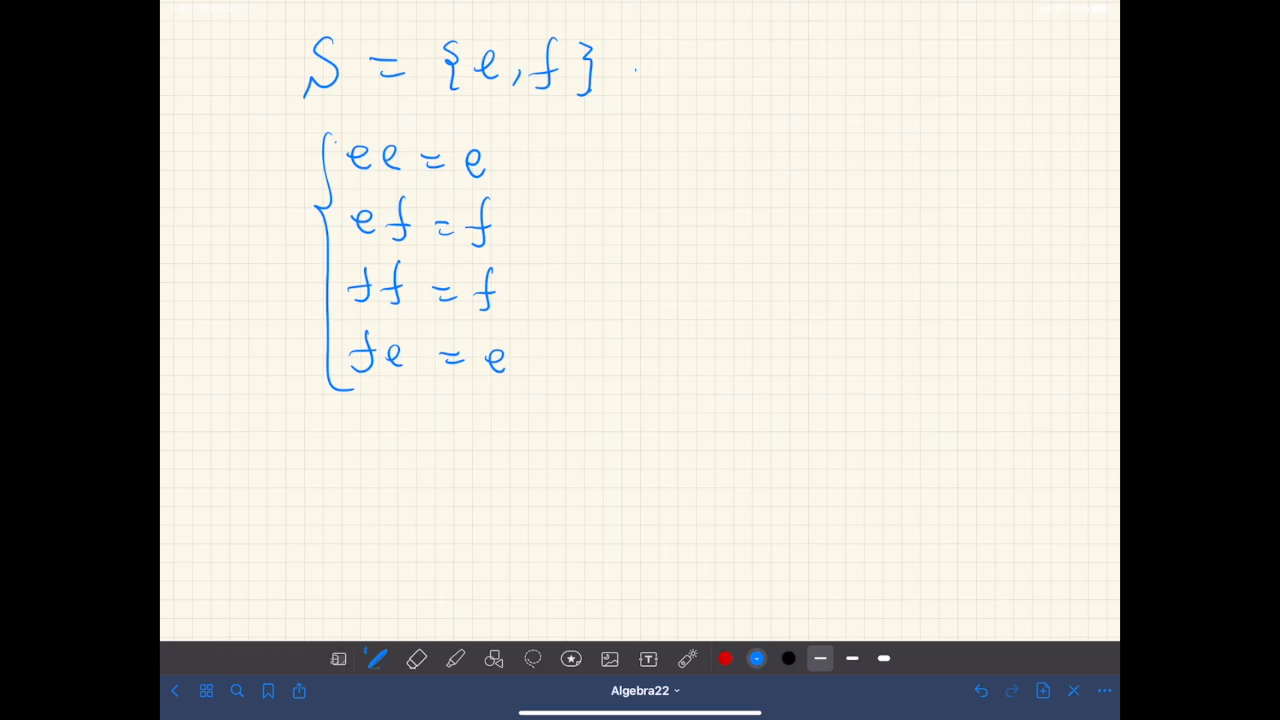 S = {e, f}
ee = e
ef = f
ff = f
fe = e
Algebra22